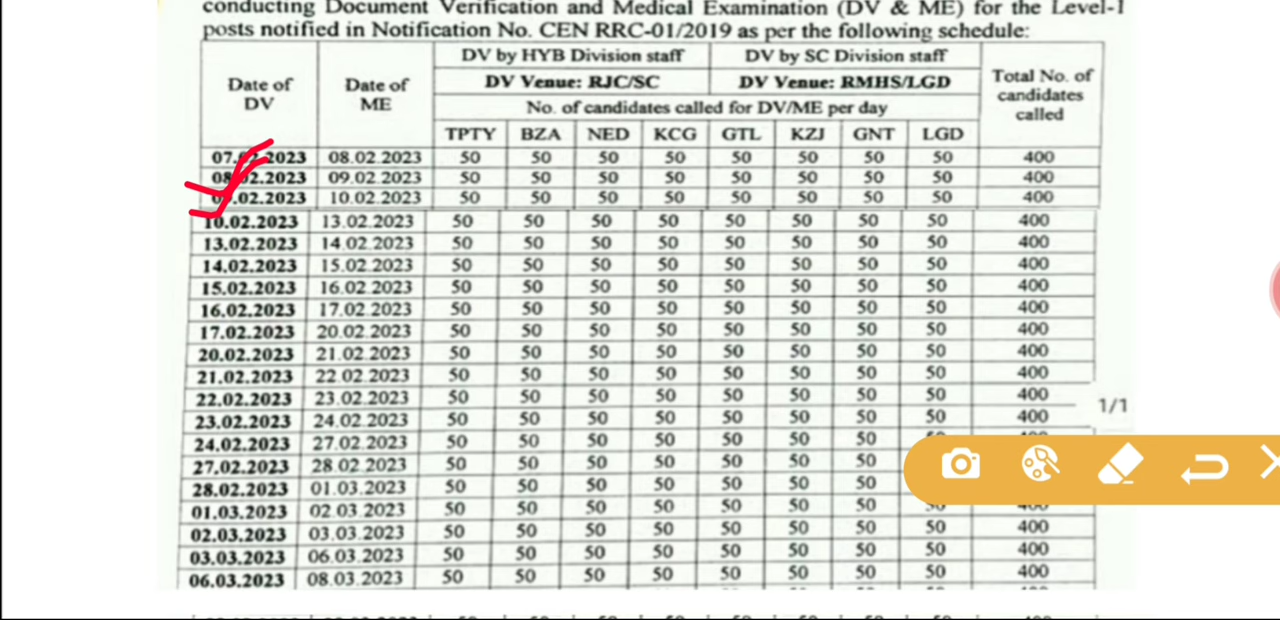 conducting Document Verification and Medical Examination (DV & ME) for the Level-1
posts notified in Notification No. CEN RRC-01/2019 as per the following schedule:
Date of DV Date of ME DV by HYB Division staff DV by SC Division staff Total No. of candidates called
DV Venue: RJC/SC DV Venue: RMHS/LGD
No. of candidates called for DV/ME per day
TPTY BZA NED KCG GTL KZJ GNT LGD
07.02.2023 08.02.2023 50 50 50 50 50 50 50 50 400
08.02.2023 09.02.2023 50 50 50 50 50 50 50 50 400
09.02.2023 10.02.2023 50 50 50 50 50 50 50 50 400
10.02.2023 13.02.2023 50 50 50 50 50 50 50 50 400
13.02.2023 14.02.2023 50 50 50 50 50 50 50 50 400
14.02.2023 15.02.2023 50 50 50 50 50 50 50 50 400
15.02.2023 16.02.2023 50 50 50 50 50 50 50 50 400
16.02.2023 17.02.2023 50 50 50 50 50 50 50 50 400
17.02.2023 20.02.2023 50 50 50 50 50 50 50 50 400
20.02.2023 21.02.2023 50 50 50 50 50 50 50 50 400
21.02.2023 22.02.2023 50 50 50 50 50 50 50 50 400
22.02.2023 23.02.2023 50 50 50 50 50 50 50 50 400
23.02.2023 24.02.2023 50 50 50 50 50 50 50 50 400
1/1
24.02.2023 27.02.2023 50 50 50 50 50 50 50
27.02.2023 28.02.2023 50 50 50 50 50 50 50
28.02.2023 01.03.2023 50 50 50 50 50 50 50
01.03.2023 02.03.2023 50 50 50 50 50 50 50 50 400
02.03.2023 03.03.2023 50 50 50 50 50 50 50 50 400
03.03.2023 06.03.2023 50 50 50 50 50 50 50 50 400
06.03.2023 08.03.2023 50 50 50 50 50 50 50 50 400